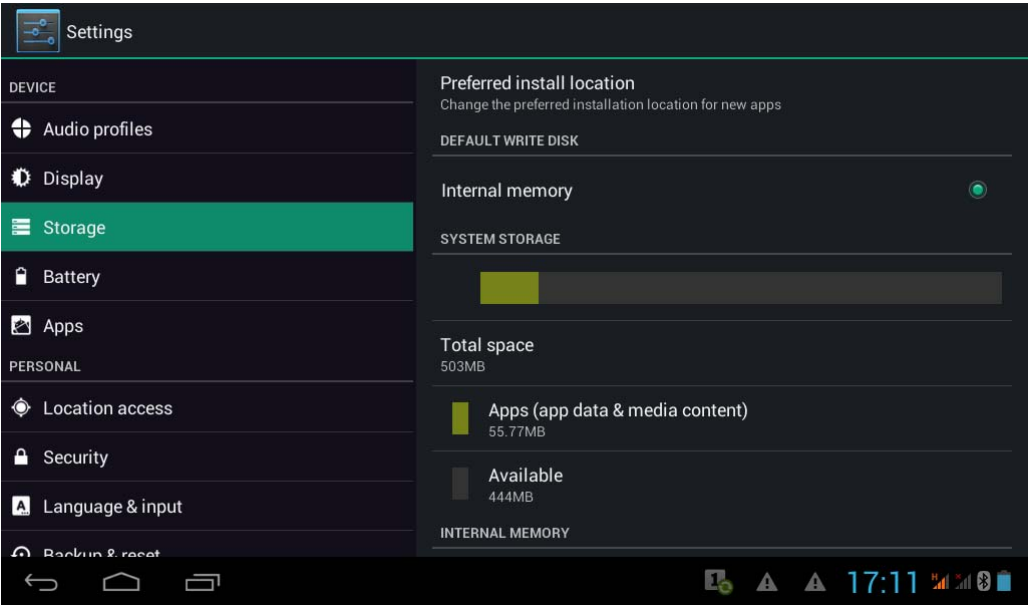 Settings
DEVICE
Audio profiles
Display
Storage
Battery
Apps
PERSONAL
Location access
Security
Language & input
Backup & reset
Preferred install location
Change the preferred installation location for new apps
DEFAULT WRITE DISK
Internal memory
SYSTEM STORAGE
Total space
503MB
Apps (app data & media content)
55.77MB
Available
444MB
INTERNAL MEMORY
17:11